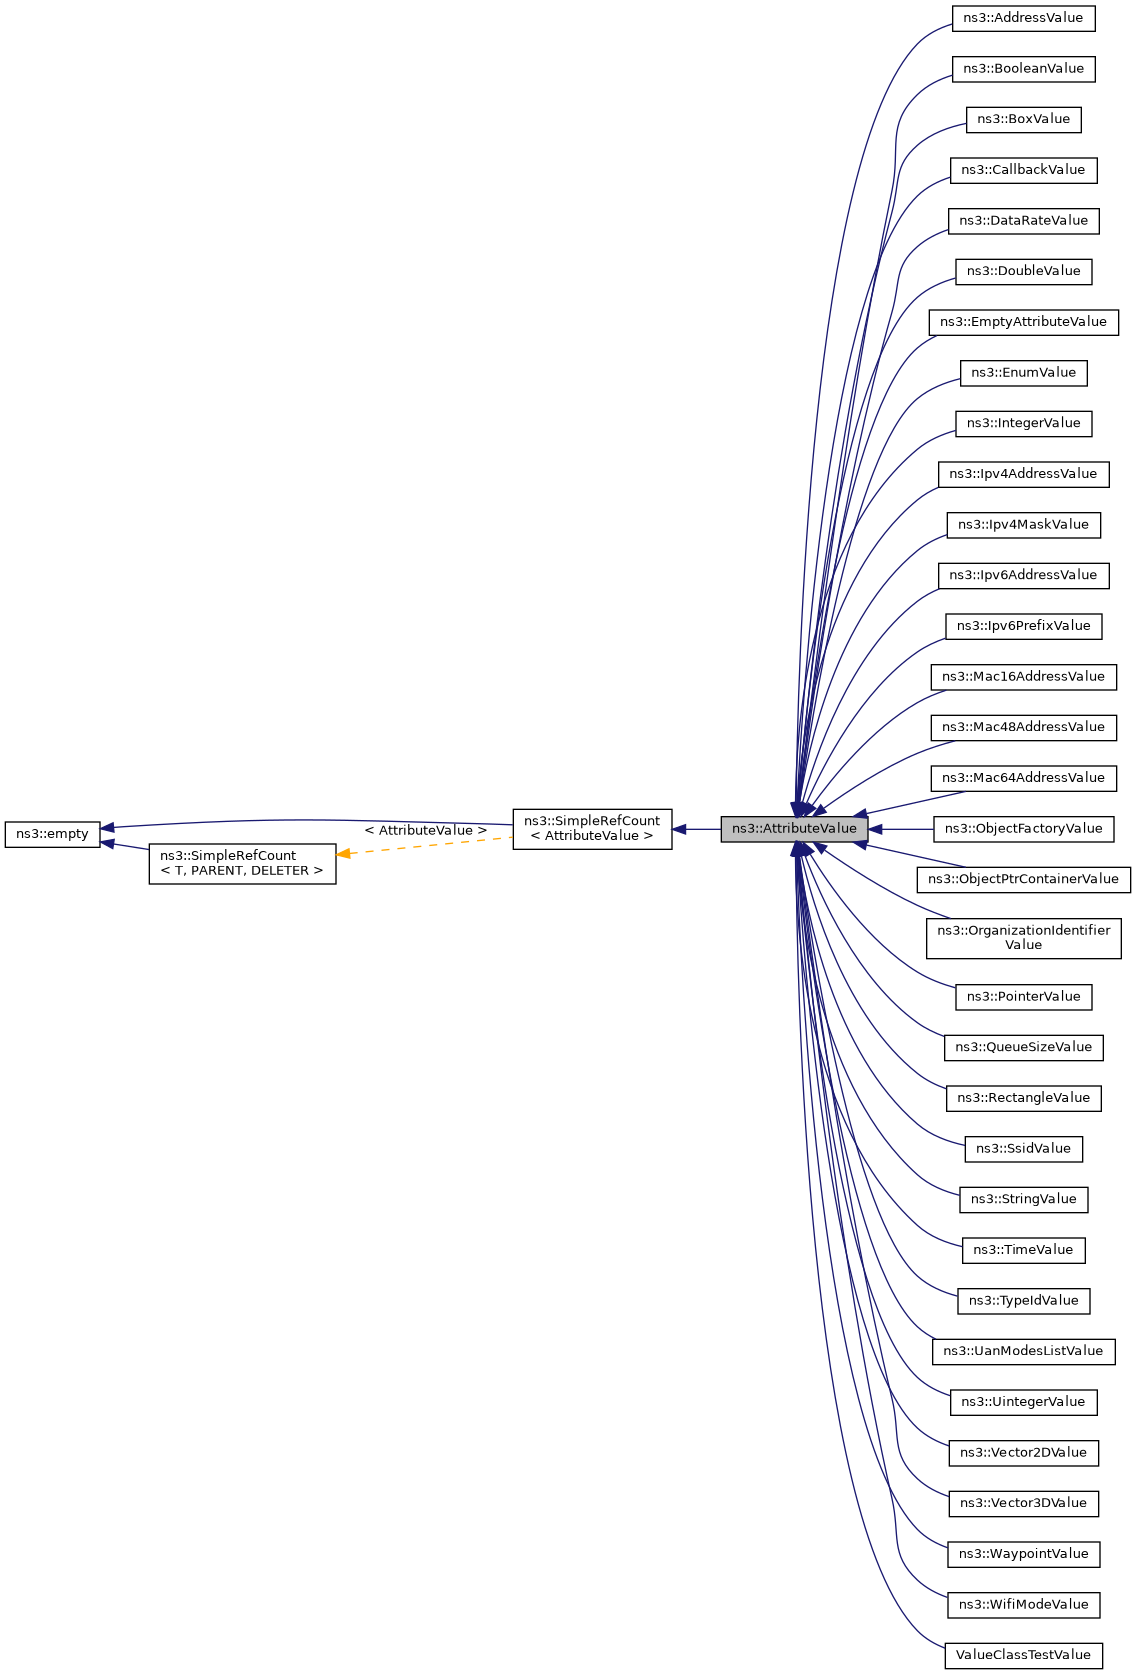 ns3::AddressValue
ns3::BooleanValue
ns3::BoxValue
ns3::CallbackValue
ns3::DataRateValue
ns3::DoubleValue
ns3::EmptyAttributeValue
ns3::EnumValue
ns3::IntegerValue
ns3::Ipv4AddressValue
ns3::Ipv4MaskValue
ns3::Ipv6AddressValue
ns3::Ipv6PrefixValue
ns3::Mac16AddressValue
ns3::Mac48AddressValue
ns3::Mac64AddressValue
ns3::empty
ns3::SimpleRefCount
< T, PARENT, DELETER >
< AttributeValue >
ns3::SimpleRefCount
< AttributeValue >
ns3::AttributeValue
ns3::ObjectFactoryValue
ns3::ObjectPtrContainerValue
ns3::OrganizationIdentifier
Value
ns3::PointerValue
ns3::QueueSizeValue
ns3::RectangleValue
ns3::SsidValue
ns3::StringValue
ns3::TimeValue
ns3::TypeIdValue
ns3::UanModesListValue
ns3::UintegerValue
ns3::Vector2DValue
ns3::Vector3DValue
ns3::WaypointValue
ns3::WifiModeValue
ValueClassTestValue